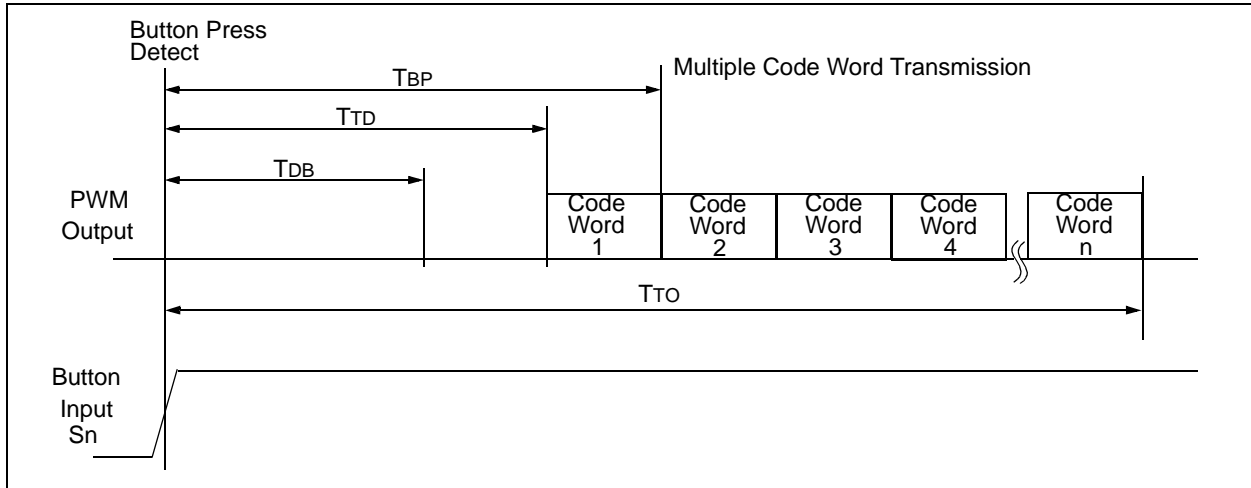 Button Press
Detect
TBP
Multiple Code Word Transmission
TTD
TDB
PWM
Output
Code
Word
1
Code
Word
2
Code
Word
3
Code
Word
4
Code
Word
n
TTO
Button
Input
Sn